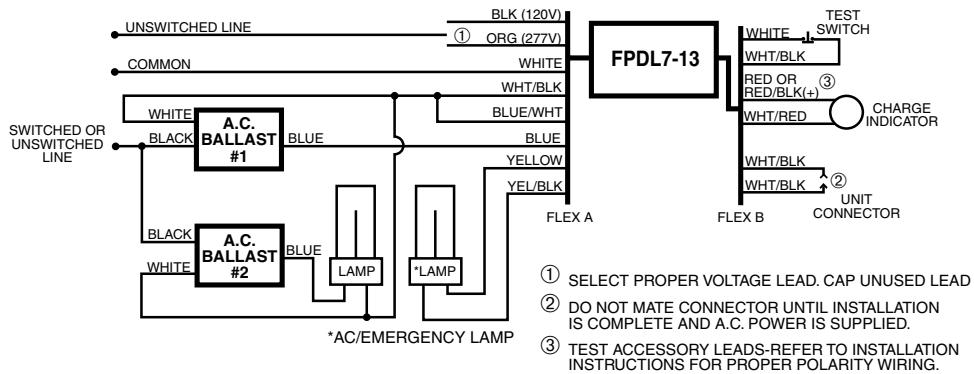 BLK (120V)
UNSWITCHED LINE
①
ORG (277V)
COMMON
WHITE
WHT/BLK
WHITE
BLUE/WHT
A.C.
BALLAST
#1
SWITCHED OR
UNSWITCHED
LINE
BLACK
BLUE
BLUE
YELLOW
YEL/BLK
FLEX A
BLACK
A.C.
BALLAST
#2
BLUE
WHITE
LAMP
*LAMP
*AC/EMERGENCY LAMP
FPDL7-13
TEST
SWITCH
WHITE
WHT/BLK
RED OR
RED/BLK(+)
③
CHARGE
INDICATOR
WHT/RED
WHT/BLK
WHT/BLK
②
UNIT
CONNECTOR
FLEX B
① SELECT PROPER VOLTAGE LEAD. CAP UNUSED LEAD
② DO NOT MATE CONNECTOR UNTIL INSTALLATION
IS COMPLETE AND A.C. POWER IS SUPPLIED.
③ TEST ACCESSORY LEADS-REFER TO INSTALLATION
INSTRUCTIONS FOR PROPER POLARITY WIRING.